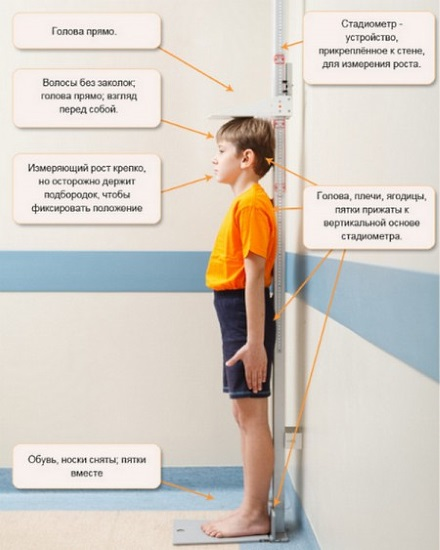 Голова прямо.
Стадиометр -
устройство,
прикреплённое к стене,
для измерения роста.
Волосы без заколок;
голова прямо; взгляд
перед собой.
Измеряющий рост крепко,
но осторожно держит
подбородок, чтобы
фиксировать положение
Голова, плечи, ягодицы,
пятки прижаты к
вертикальной основе
стадиометра.
Обувь, носки сняты; пятки
вместе